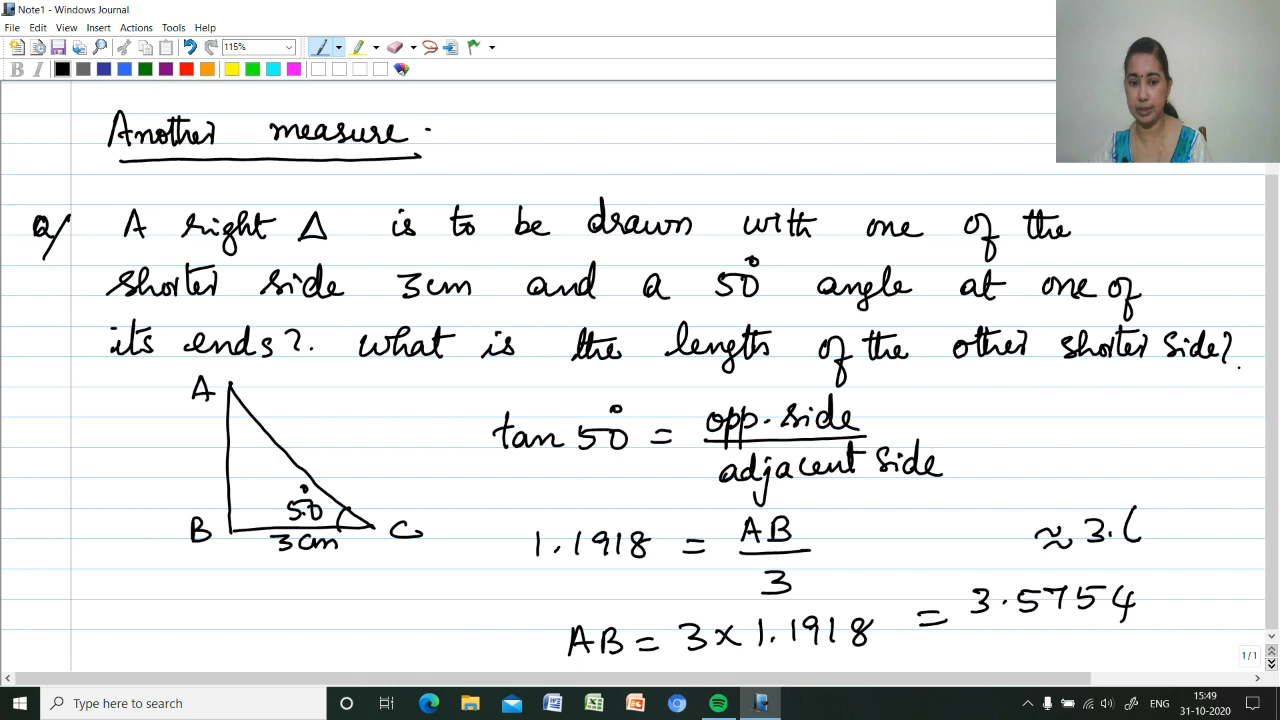 Note1 - Windows Journal
File Edit View Insert Actions Tools Help
115%
B I
Another measure.
Q/ A right Δ is to be drawn with one of the
shorter side 3cm and a 50° angle at one of
its ends?. What is the length of the other shorter side?.
A
tan 50° = opp. side / adjacent side
50°
B C
3cm
1.1918 = AB / 3
≈ 3.
AB = 3 × 1.1918 = 3.5754
1/1
Type here to search
ENG
15:49
31-10-2020